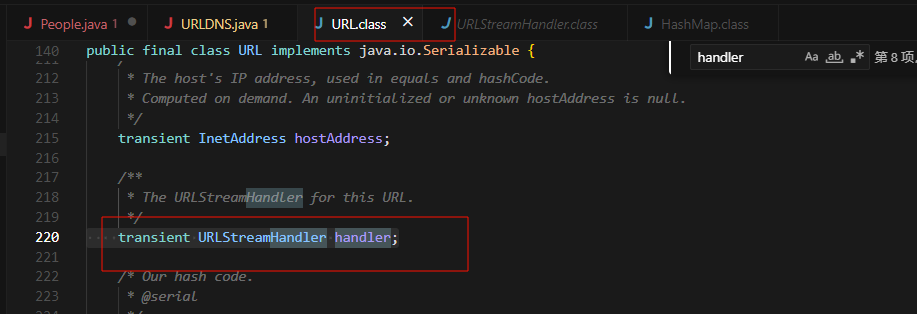 People.java 1
URLDNS.java 1
URL.class
URLStreamHandler.class
HashMap.class
handler
Aa
ab
.*
第 8 项,
140 public final class URL implements java.io.Serializable {
211 /**
212 * The host's IP address, used in equals and hashCode.
213 * Computed on demand. An uninitialized or unknown hostAddress is null.
214 */
215 transient InetAddress hostAddress;
216
217 /**
218 * The URLStreamHandler for this URL.
219 */
220 transient URLStreamHandler handler;
221
222 /* Our hash code.
223 * @serial